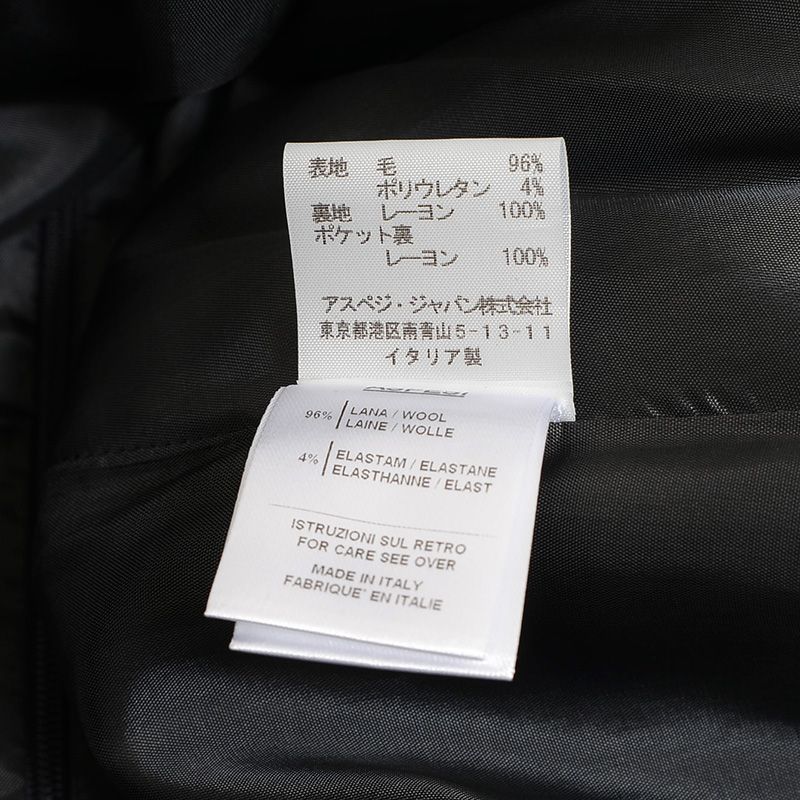 表地 毛 96%
ポリウレタン 4%
裏地 レーヨン 100%
ポケット裏
レーヨン 100%
アスペジ・ジャパン株式会社
東京都港区南青山5-13-11
イタリア製
96% LANA / WOOL
LAINE / WOLLE
4% ELASTAM / ELASTANE
ELASTHANNE / ELAST
ISTRUZIONI SUL RETRO
FOR CARE SEE OVER
MADE IN ITALY
FABRIQUE' EN ITALIE